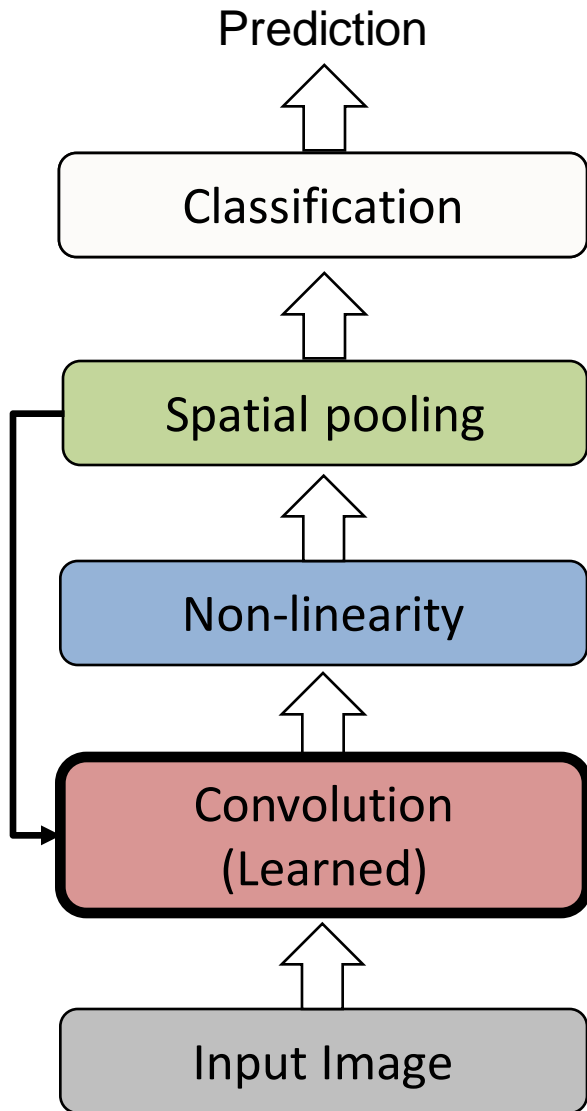 Prediction
Classification
Spatial pooling
Non-linearity
Convolution
(Learned)
Input Image